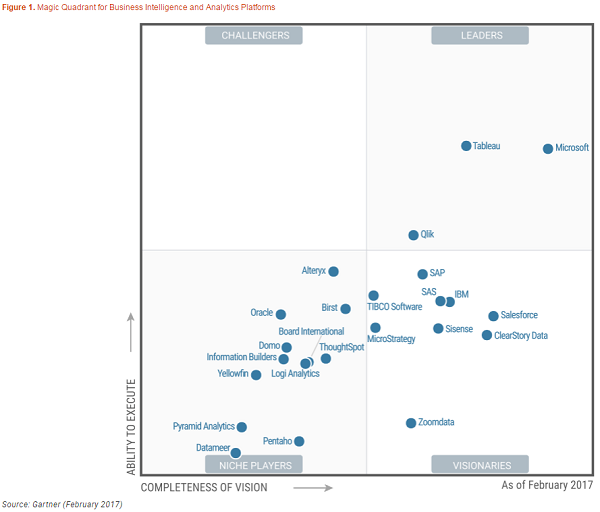 Figure 1. Magic Quadrant for Business Intelligence and Analytics Platforms
CHALLENGERS
LEADERS
Tableau
Microsoft
Qlik
Alteryx
SAP
SAS
IBM
Birst
TIBCO Software
Oracle
Salesforce
Board International
Sisense
ClearStory Data
MicroStrategy
Domo
ThoughtSpot
Information Builders
Yellowfin
Logi Analytics
Zoomdata
Pyramid Analytics
Pentaho
Datameer
NICHE PLAYERS
VISIONARIES
ABILITY TO EXECUTE
COMPLETENESS OF VISION
As of February 2017
Source: Gartner (February 2017)